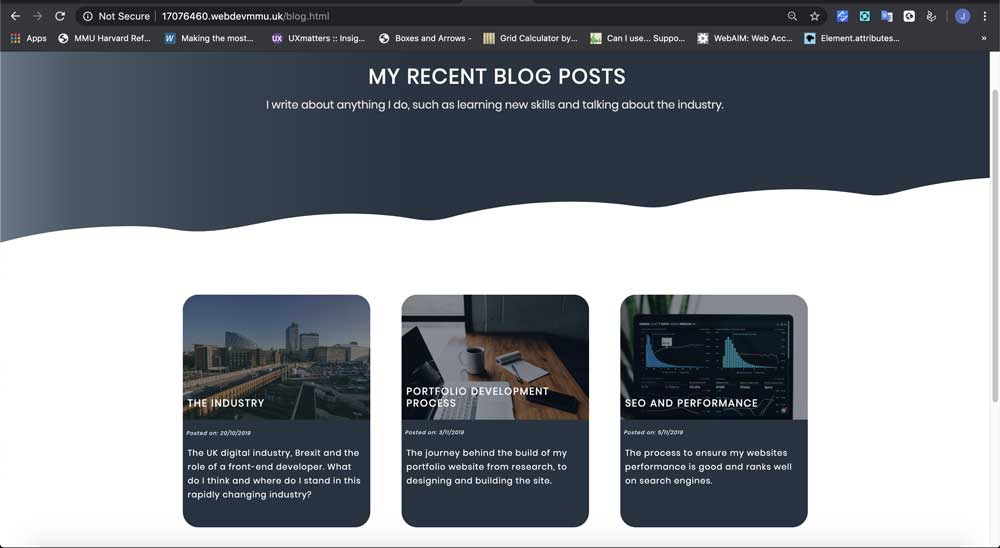 Not Secure | 17076460.webdevmmu.uk/blog.html
J
Apps MMU Harvard Ref... Making the most... UXmatters :: Insig... Boxes and Arrows - Grid Calculator by... Can I use... Suppo... WebAIM: Web Acc... Element.attributes... »
MY RECENT BLOG POSTS
I write about anything I do, such as learning new skills and talking about the industry.
THE INDUSTRY
Posted on: 20/10/2019
The UK digital industry, Brexit and the
role of a front-end developer. What
do I think and where do I stand in this
rapidly changing industry?
PORTFOLIO DEVELOPMENT
PROCESS
Posted on: 3/11/2019
The journey behind the build of my
portfolio website from research, to
designing and building the site.
SEO AND PERFORMANCE
Posted on: 5/11/2019
The process to ensure my websites
performance is good and ranks well
on search engines.